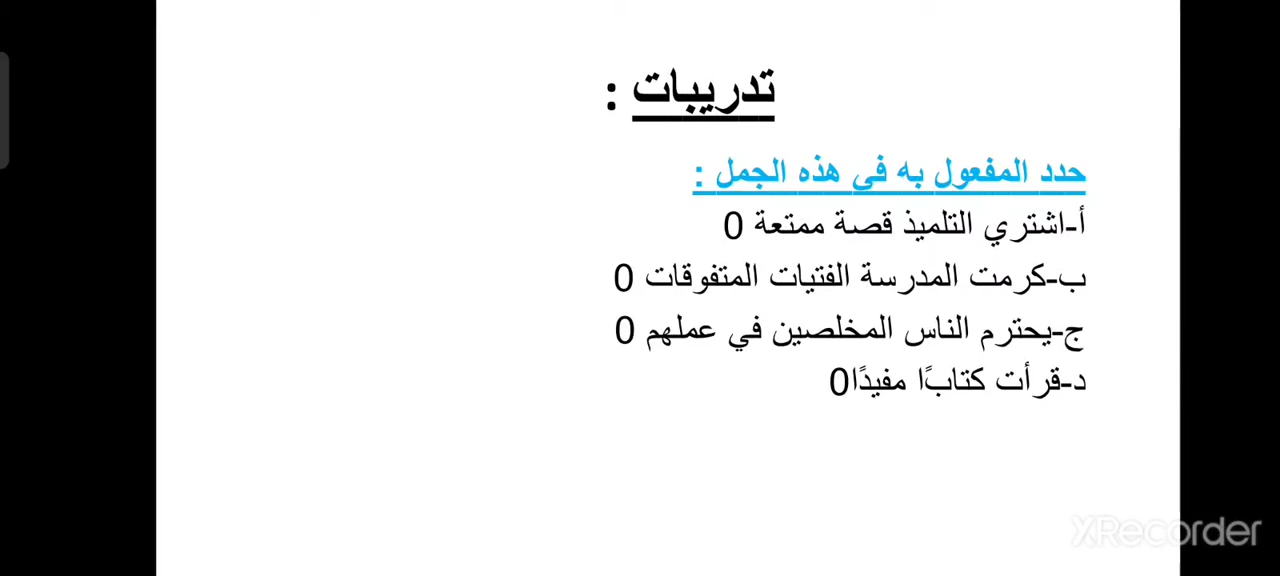 تدريبات :
حدد المفعول به في هذه الجمل :
أ-اشتري التلميذ قصة ممتعة 0
ب-كرمت المدرسة الفتيات المتفوقات 0
ج-يحترم الناس المخلصين في عملهم 0
د-قرأت كتابًا مفيدًا0
XRecorder